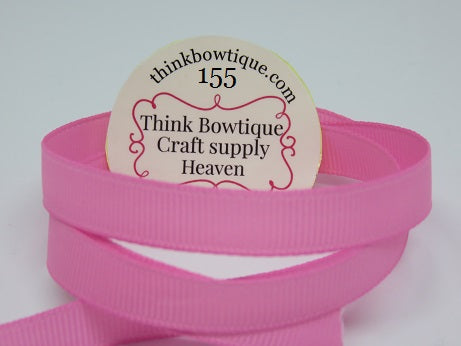 thinkbowtique.com
155
Think Bowtique
Craft supply
Heaven